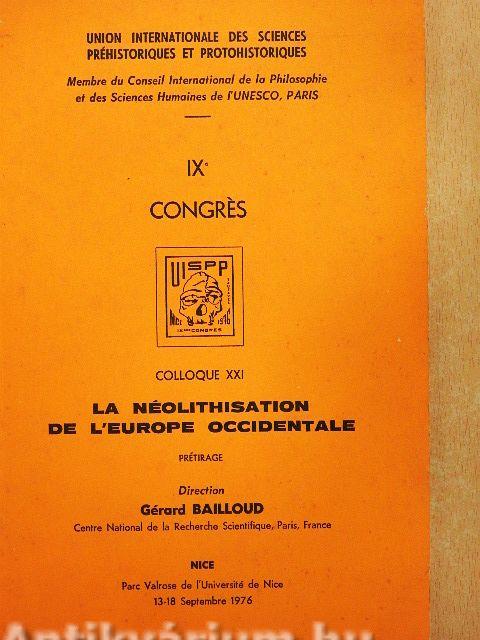 UNION INTERNATIONALE DES SCIENCES
PRÉHISTORIQUES ET PROTOHISTORIQUES
Membre du Conseil International de la Philosophie
et des Sciences Humaines de l'UNESCO, PARIS
IXe
CONGRÈS
UISPP
NICE 1976
IXème CONGRES
COLLOQUE XXI
LA NÉOLITHISATION
DE L'EUROPE OCCIDENTALE
PRÉTIRAGE
Direction
Gérard BAILLOUD
Centre National de la Recherche Scientifique, Paris, France
NICE
Parc Valrose de l'Université de Nice
13-18 Septembre 1976
Antikvárium.hu